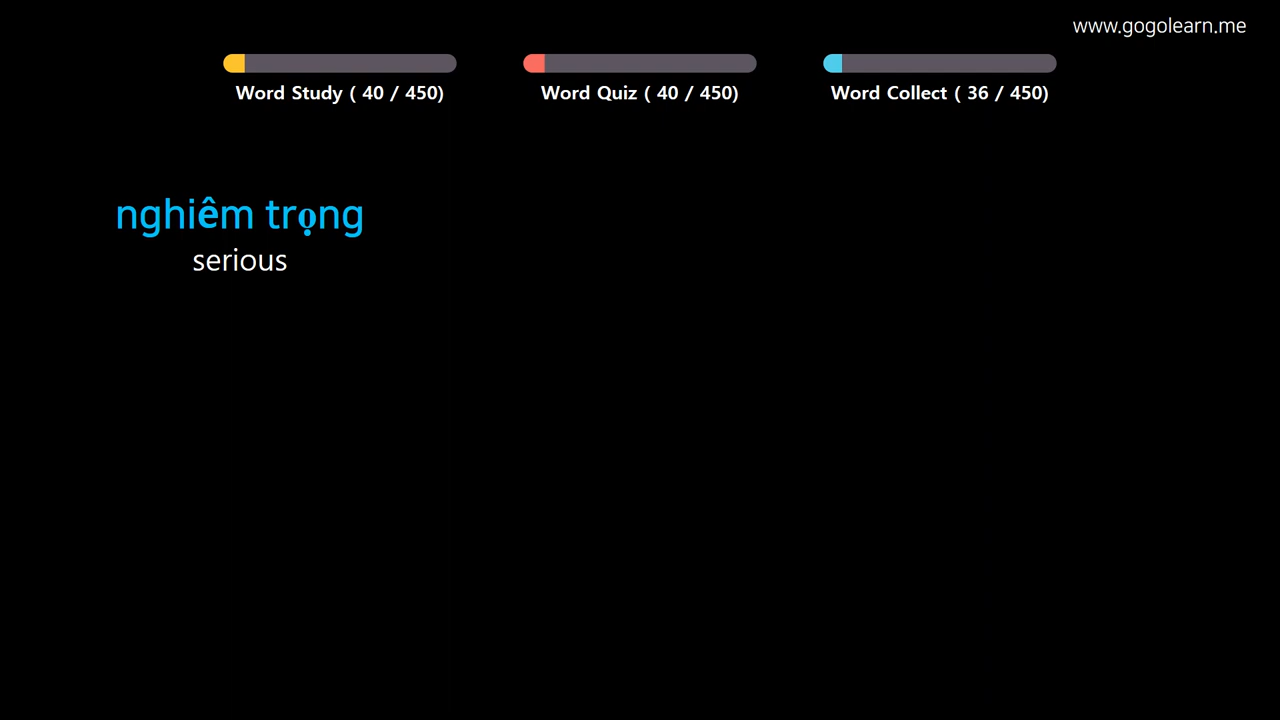 www.gogolearn.me
Word Study ( 40 / 450)
Word Quiz ( 40 / 450)
Word Collect ( 36 / 450)
nghiêm trọng
serious